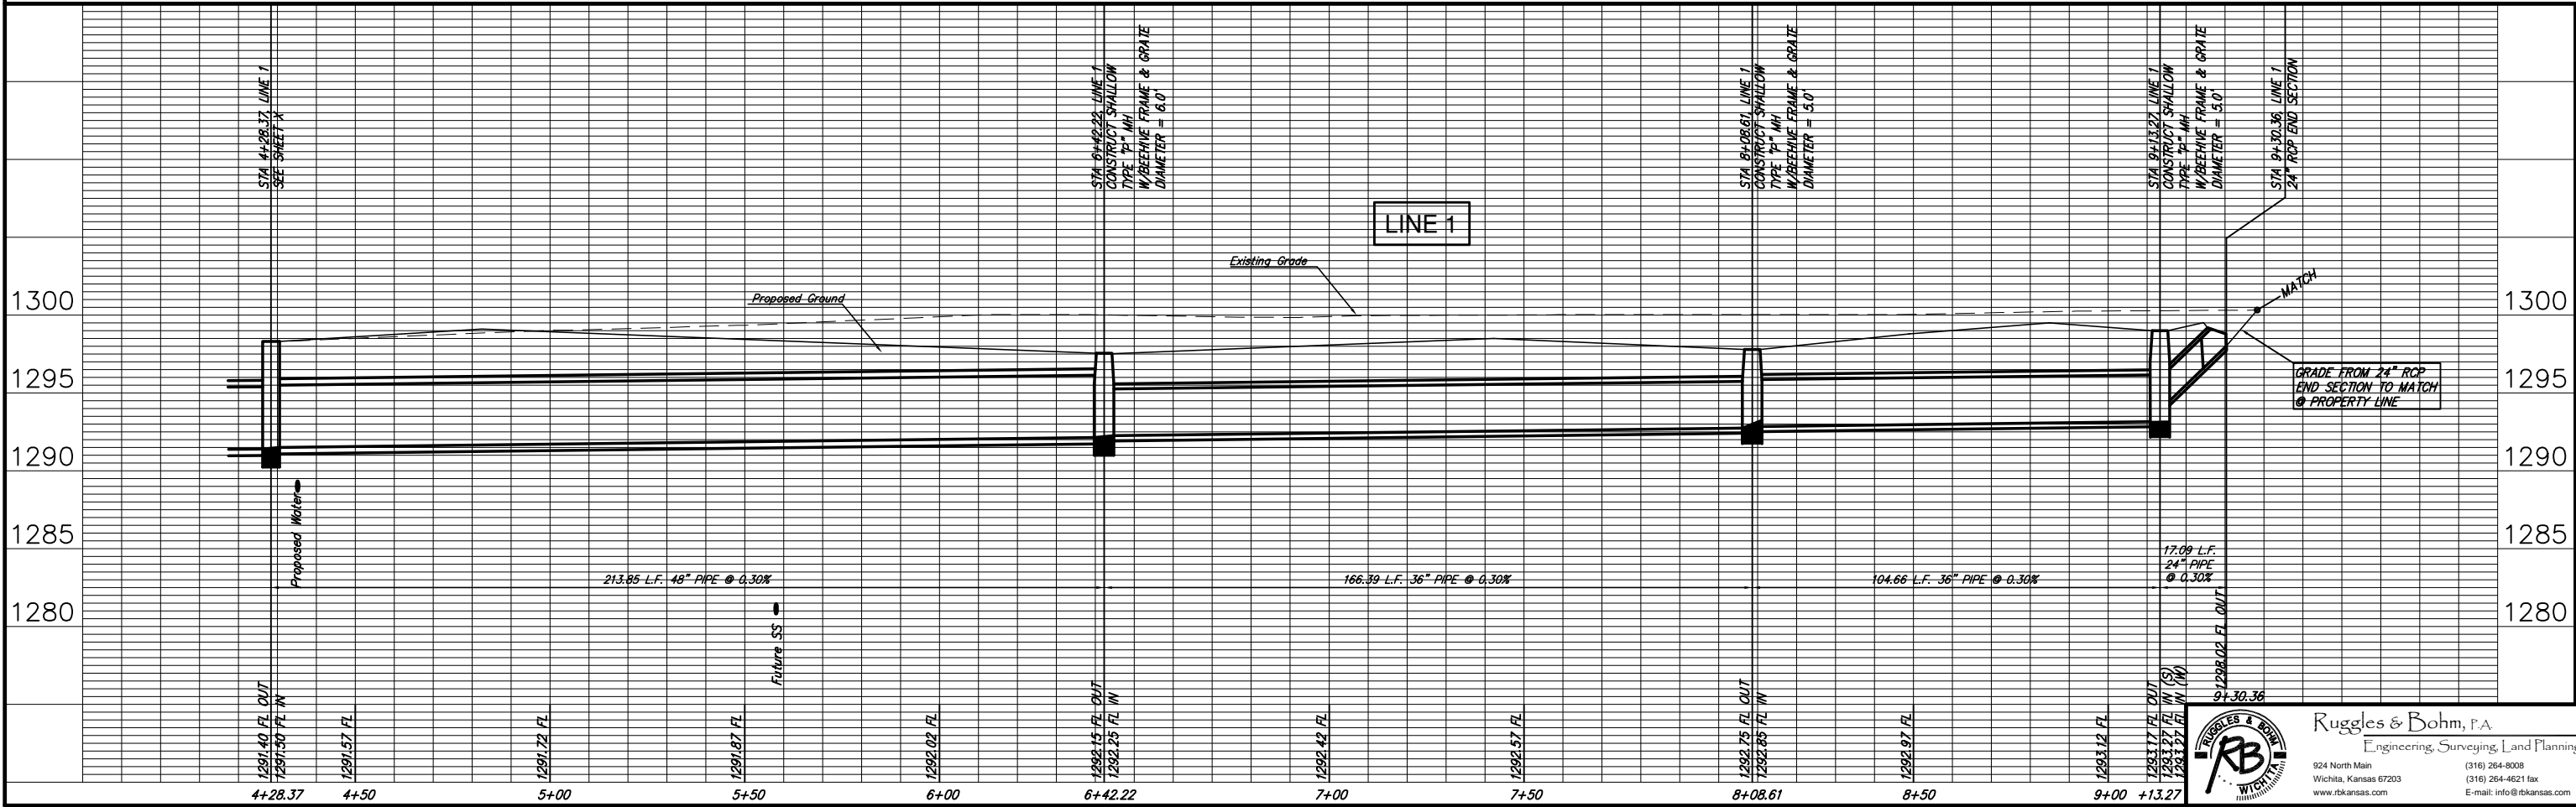 STA 4+28.37, LINE 1
SEE SHEET X
STA 6+42.22, LINE 1
CONSTRUCT SHALLOW
TYPE "P" MH
W/BEEHIVE FRAME & GRATE
DIAMETER = 6.0'
STA 8+08.61, LINE 1
CONSTRUCT SHALLOW
TYPE "P" MH
W/BEEHIVE FRAME & GRATE
DIAMETER = 5.0'
STA 9+13.27, LINE 1
CONSTRUCT SHALLOW
TYPE "P" MH
W/BEEHIVE FRAME & GRATE
DIAMETER = 5.0'
STA 9+30.36, LINE 1
24" RCP END SECTION
LINE 1
Existing Grade
Proposed Ground
MATCH
1300
1300
1295
1295
GRADE FROM 24" RCP
END SECTION TO MATCH
@ PROPERTY LINE
1290
1290
1285
1285
1280
1280
Proposed Water
Future SS
213.85 L.F. 48" PIPE @ 0.30%
166.39 L.F. 36" PIPE @ 0.30%
104.66 L.F. 36" PIPE @ 0.30%
17.09 L.F.
24" PIPE
@ 0.30%
1291.40 FL OUT
1291.50 FL IN
1291.57 FL
1291.72 FL
1291.87 FL
1292.02 FL
1292.15 FL OUT
1292.25 FL IN
1292.42 FL
1292.57 FL
1292.75 FL OUT
1292.85 FL IN
1292.97 FL
1293.12 FL
1293.17 FL OUT
1293.27 FL IN (S)
1293.27 FL IN (W)
1298.02 FL OUT
9+30.36
4+28.37
4+50
5+00
5+50
6+00
6+42.22
7+00
7+50
8+08.61
8+50
9+00
+13.27
RUGGLES & BOHM
RB
WICHITA
Ruggles & Bohm, P.A.
Engineering, Surveying, Land Planning
924 North Main
(316) 264-8008
Wichita, Kansas 67203
(316) 264-4621 fax
www.rbkansas.com
E-mail: info@rbkansas.com